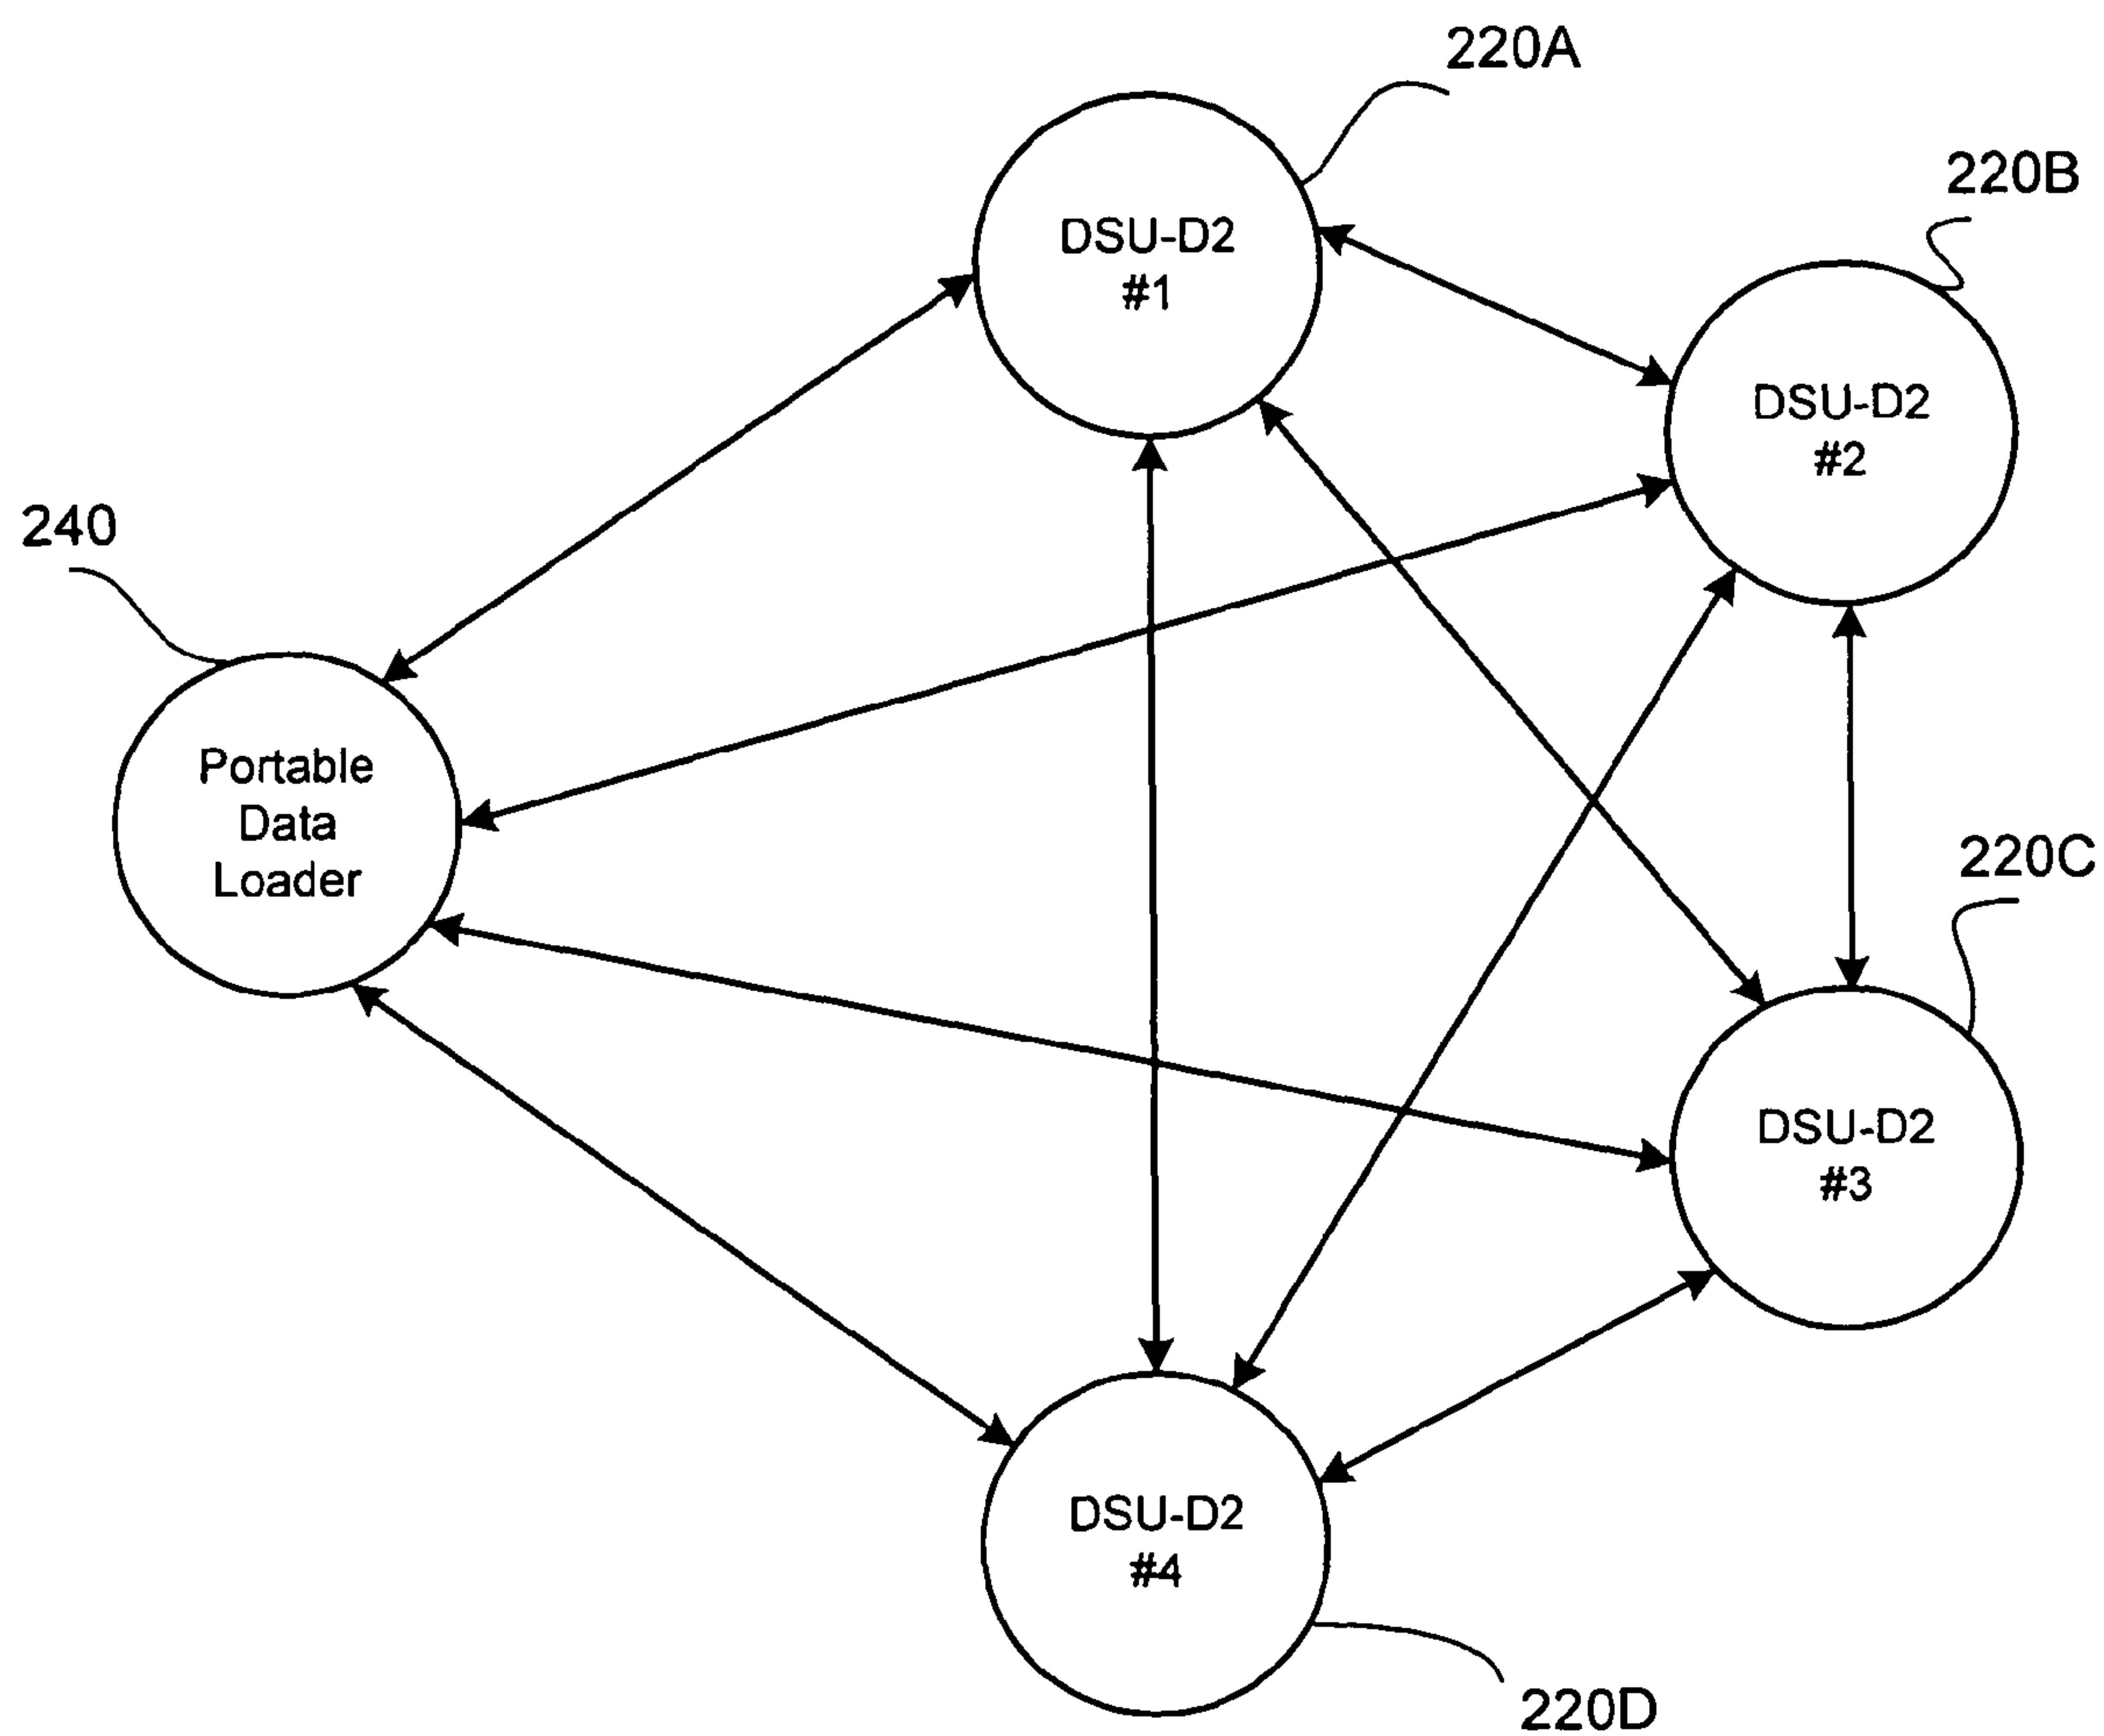 220A
DSU-D2
#1
220B
DSU-D2
#2
240
Portable
Data
Loader
220C
DSU-D2
#3
DSU-D2
#4
220D